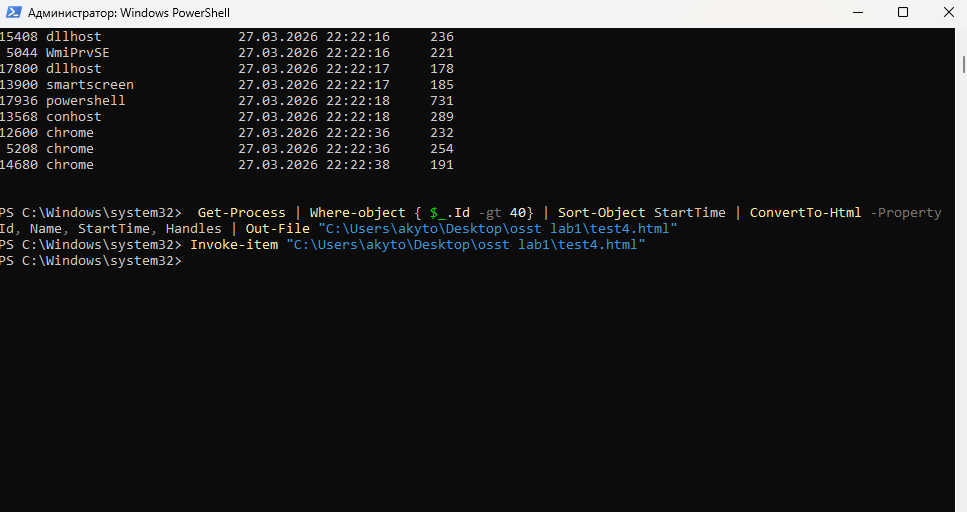 Администратор: Windows PowerShell
15408 dllhost 27.03.2026 22:22:16 236
5044 WmiPrvSE 27.03.2026 22:22:16 221
17800 dllhost 27.03.2026 22:22:17 178
13900 smartscreen 27.03.2026 22:22:17 185
17936 powershell 27.03.2026 22:22:18 731
13568 conhost 27.03.2026 22:22:18 289
12600 chrome 27.03.2026 22:22:36 232
5208 chrome 27.03.2026 22:22:36 254
14680 chrome 27.03.2026 22:22:38 191
PS C:\Windows\system32>  Get-Process | Where-object { $_.Id -gt 40} | Sort-Object StartTime | ConvertTo-Html -Property
Id, Name, StartTime, Handles | Out-File "C:\Users\akyto\Desktop\osst lab1\test4.html"
PS C:\Windows\system32> Invoke-item "C:\Users\akyto\Desktop\osst lab1\test4.html"
PS C:\Windows\system32>